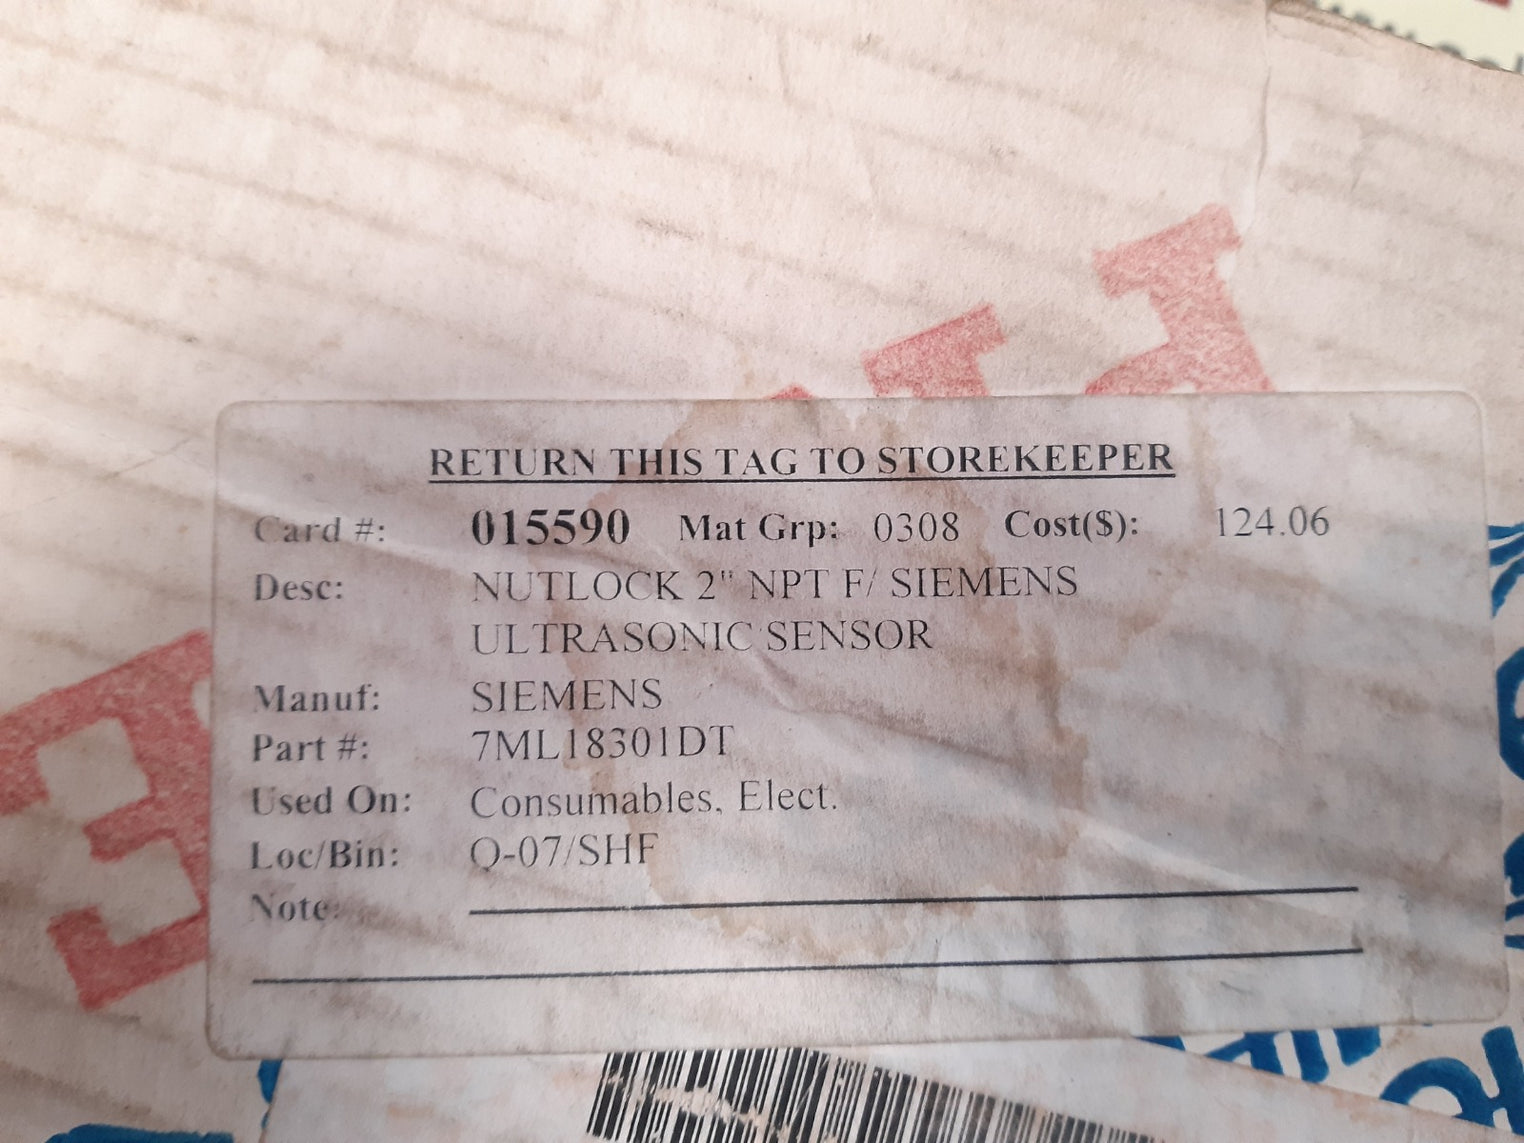 RETURN THIS TAG TO STOREKEEPER
Card #: 015590 Mat Grp: 0308 Cost($): 124.06
Desc: NUTLOCK 2" NPT F/ SIEMENS
ULTRASONIC SENSOR
Manuf: SIEMENS
Part #: 7ML18301DT
Used On: Consumables, Elect.
Loc/Bin: Q-07/SHF
Note: